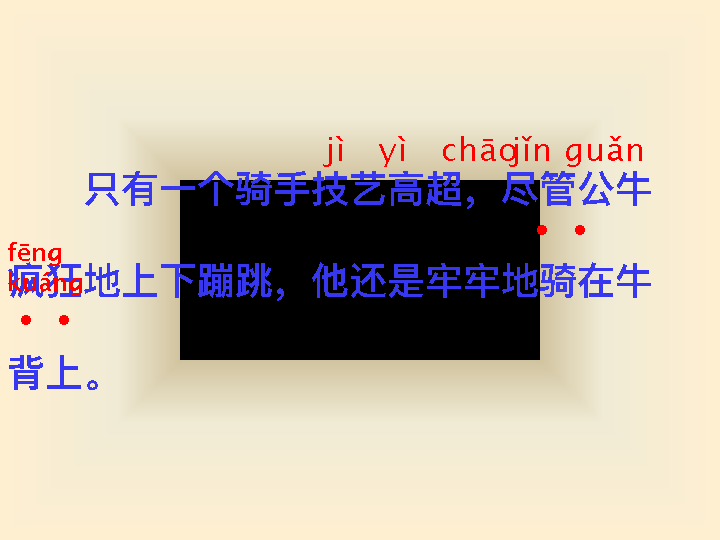 jì yì chāo jǐn guǎn
只有一个骑手技艺高超，尽管公牛
fēng
kuáng
疯狂地上下蹦跳，他还是牢牢地骑在牛
背上。